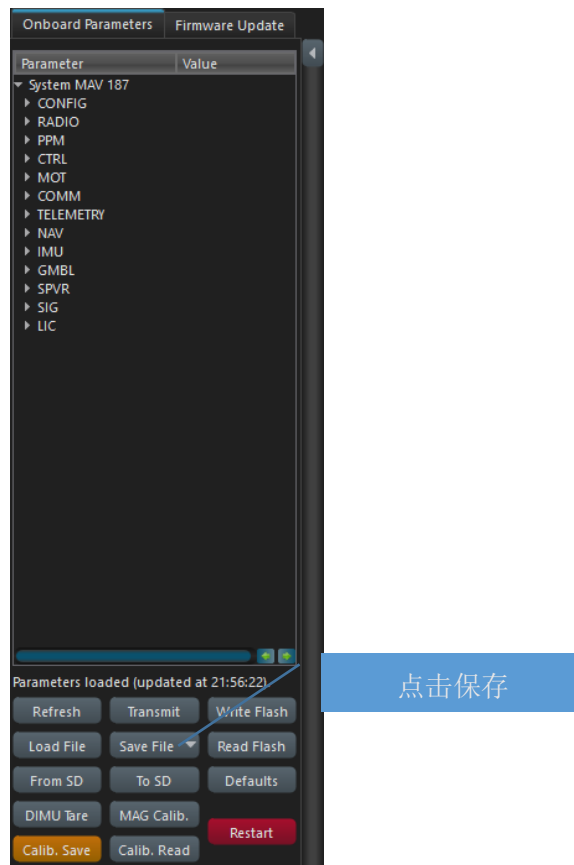 Onboard Parameters Firmware Update
Parameter Value
System MAV 187
CONFIG
RADIO
PPM
CTRL
MOT
COMM
TELEMETRY
NAV
IMU
GMBL
SPVR
SIG
LIC
Parameters loaded (updated at 21:56:22).
点击保存
Refresh Transmit Write Flash
Load File Save File Read Flash
From SD To SD Defaults
DIMU Tare MAG Calib.
Restart
Calib. Save Calib. Read